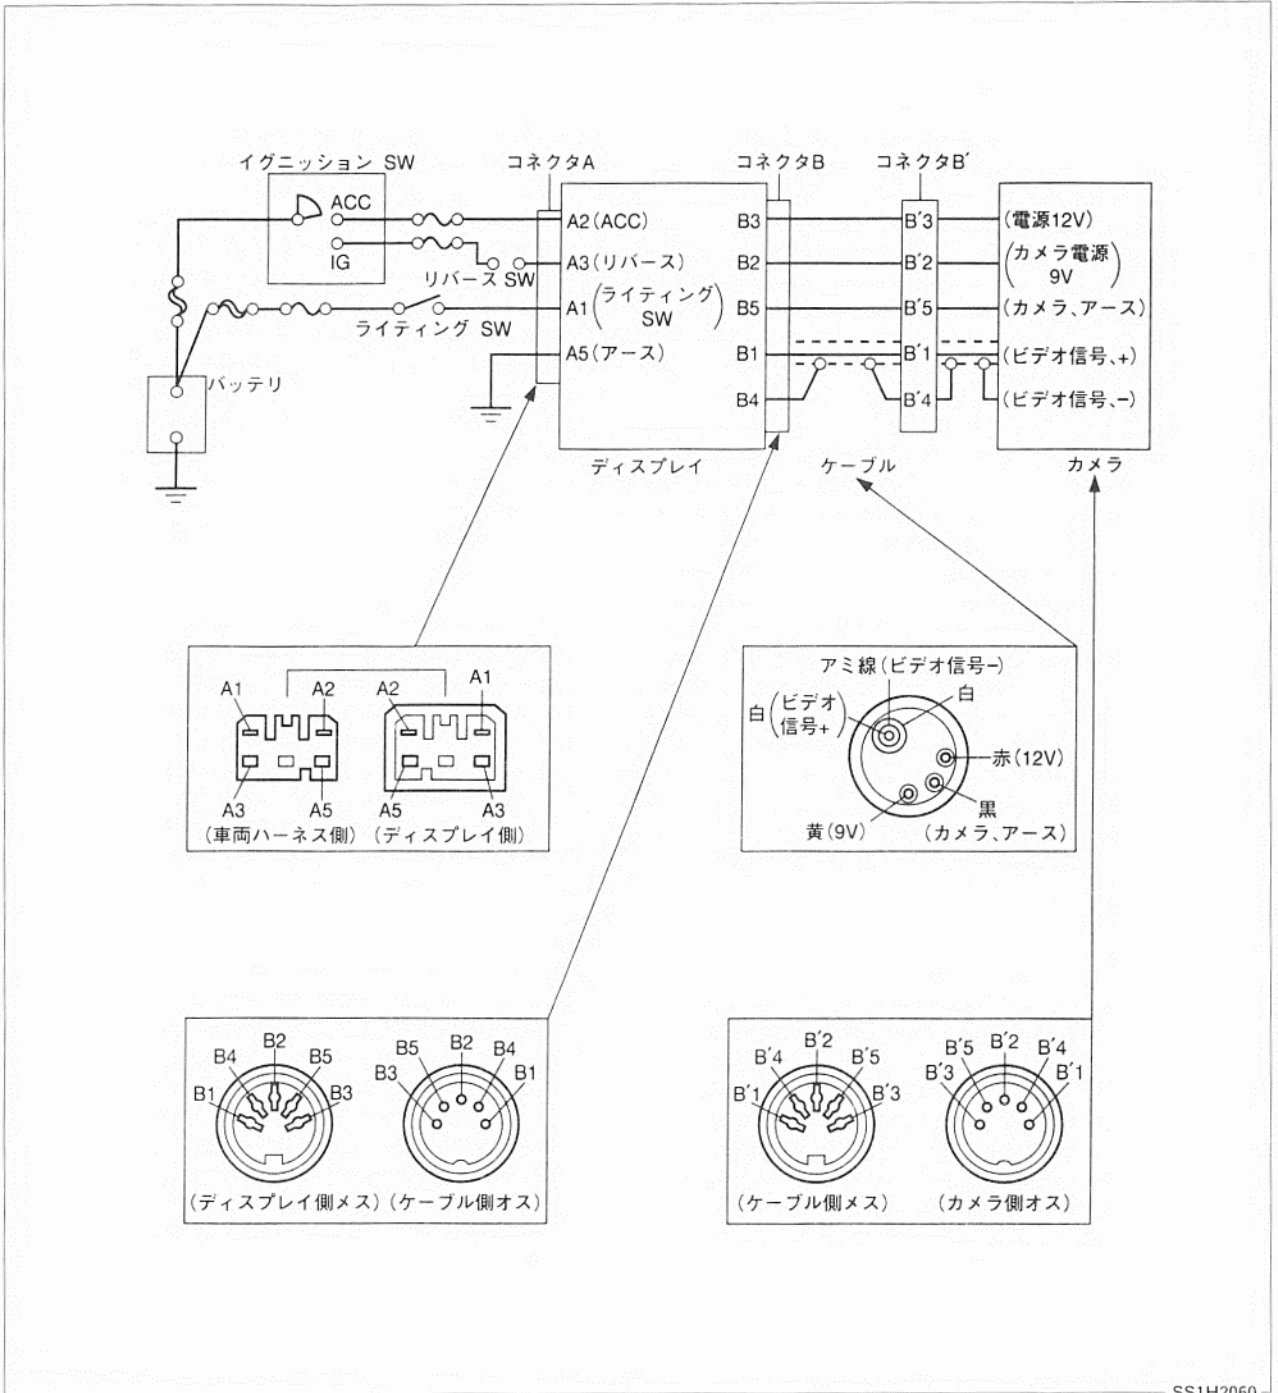 イグニッション SW
コネクタA
コネクタB
コネクタB′
ACC
IG
リバース SW
ライティング SW
バッテリ
A2(ACC)
A3(リバース)
A1(ライティング
SW)
A5(アース)
B3
B2
B5
B1
B4
B′3
B′2
B′5
B′1
B′4
(電源12V)
(カメラ電源
9V)
(カメラ、アース)
(ビデオ信号、+)
(ビデオ信号、-)
ディスプレイ
ケーブル
カメラ
A1
A2
A2
A1
A3
A5
A5
A3
(車両ハーネス側)
(ディスプレイ側)
アミ線(ビデオ信号-)
白
白(ビデオ
信号+)
赤(12V)
黒
(カメラ、アース)
黄(9V)
B2
B4
B5
B1
B3
B2
B5
B4
B3
B1
(ディスプレイ側メス)
(ケーブル側オス)
B′2
B′4
B′5
B′1
B′3
B′2
B′5
B′4
B′3
B′1
(ケーブル側メス)
(カメラ側オス)
SS1H2060